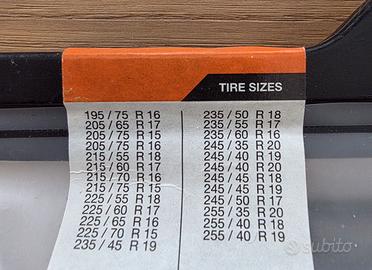 TIRE SIZES
195 / 75 R 16
205 / 65 R 17
205 / 75 R 15
205 / 75 R 16
215 / 55 R 18
215 / 60 R 17
215 / 70 R 16
215 / 75 R 15
225 / 55 R 18
225 / 60 R 17
225 / 65 R 16
225 / 70 R 15
235 / 45 R 19
235 / 50 R 18
235 / 55 R 17
235 / 60 R 16
245 / 35 R 20
245 / 40 R 19
245 / 40 R 20
245 / 45 R 18
245 / 45 R 19
245 / 50 R 17
255 / 35 R 20
255 / 40 R 18
255 / 40 R 19
subito